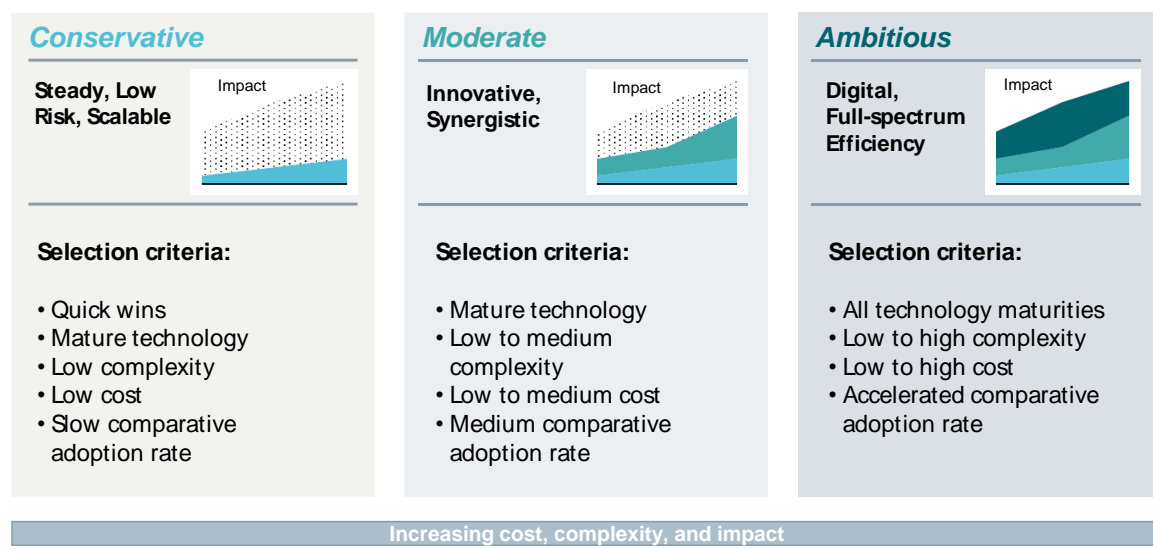 Conservative
Steady, Low
Risk, Scalable
Impact
Selection criteria:
• Quick wins
• Mature technology
• Low complexity
• Low cost
• Slow comparative
adoption rate
Moderate
Innovative,
Synergistic
Impact
Selection criteria:
• Mature technology
• Low to medium
complexity
• Low to medium cost
• Medium comparative
adoption rate
Ambitious
Digital,
Full-spectrum
Efficiency
Impact
Selection criteria:
• All technology maturities
• Low to high complexity
• Low to high cost
• Accelerated comparative
adoption rate
Increasing cost, complexity, and impact